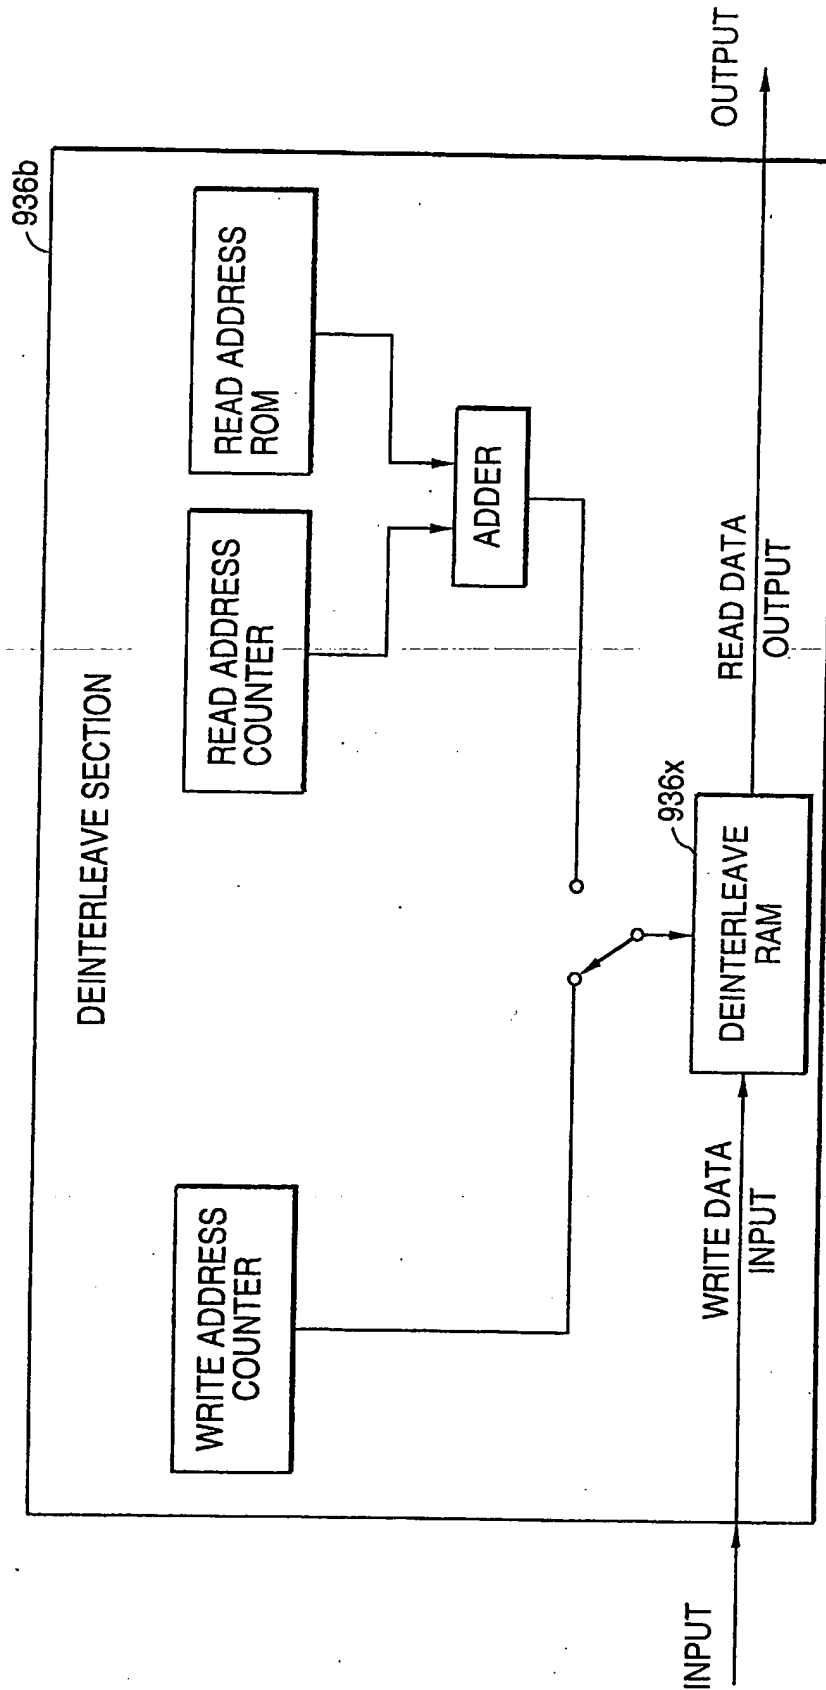 936b
DEINTERLEAVE SECTION
WRITE ADDRESS
COUNTER
READ ADDRESS
COUNTER
READ ADDRESS
ROM
ADDER
936x
INPUT
WRITE DATA
INPUT
DEINTERLEAVE
RAM
READ DATA
OUTPUT
OUTPUT